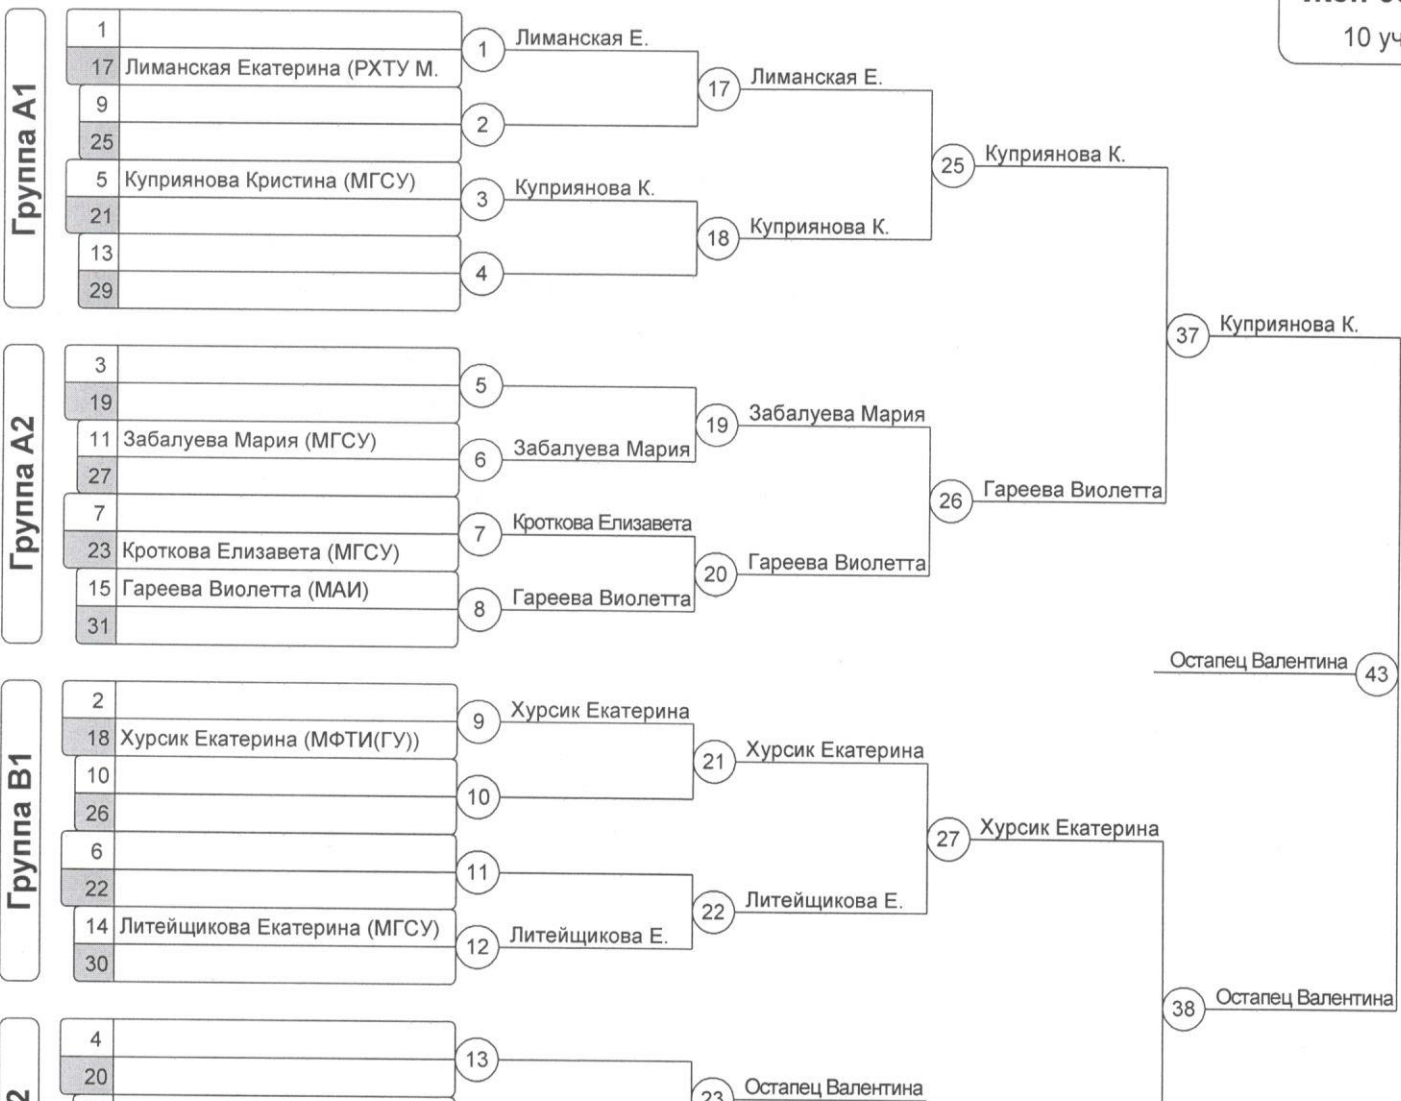 10 уч
Группа A1
1
17 Лиманская Екатерина (РХТУ М.
9
25
5 Куприянова Кристина (МГСУ)
21
13
29
1 Лиманская Е.
2
3 Куприянова К.
4
17 Лиманская Е.
18 Куприянова К.
25 Куприянова К.
Группа A2
3
19
11 Забалуева Мария (МГСУ)
27
7
23 Кроткова Елизавета (МГСУ)
15 Гареева Виолетта (МАИ)
31
5
6 Забалуева Мария
7 Кроткова Елизавета
8 Гареева Виолетта
19 Забалуева Мария
20 Гареева Виолетта
26 Гареева Виолетта
37 Куприянова К.
Остапец Валентина 43
Группа B1
2
18 Хурсик Екатерина (МФТИ(ГУ))
10
26
6
22
14 Литейщикова Екатерина (МГСУ)
30
9 Хурсик Екатерина
10
11
12 Литейщикова Е.
21 Хурсик Екатерина
22 Литейщикова Е.
27 Хурсик Екатерина
38 Остапец Валентина
2
4
20
13
23 Остапец Валентина